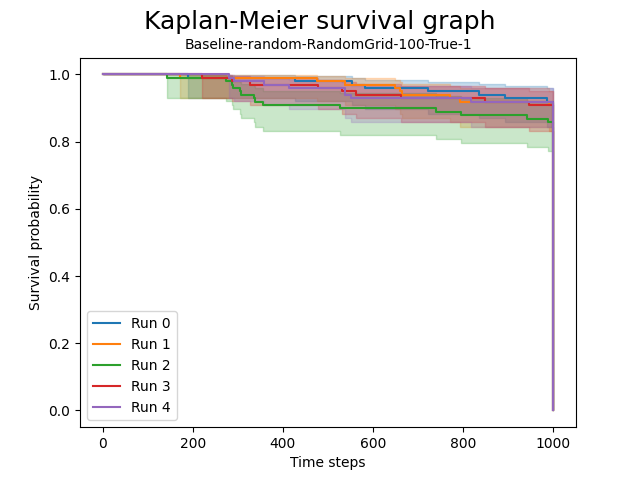 Kaplan-Meier survival graph
Baseline-random-RandomGrid-100-True-1
1.0
0.8
0.6
0.4
0.2
0.0
Survival probability
Run 0
Run 1
Run 2
Run 3
Run 4
0 200 400 600 800 1000
Time steps